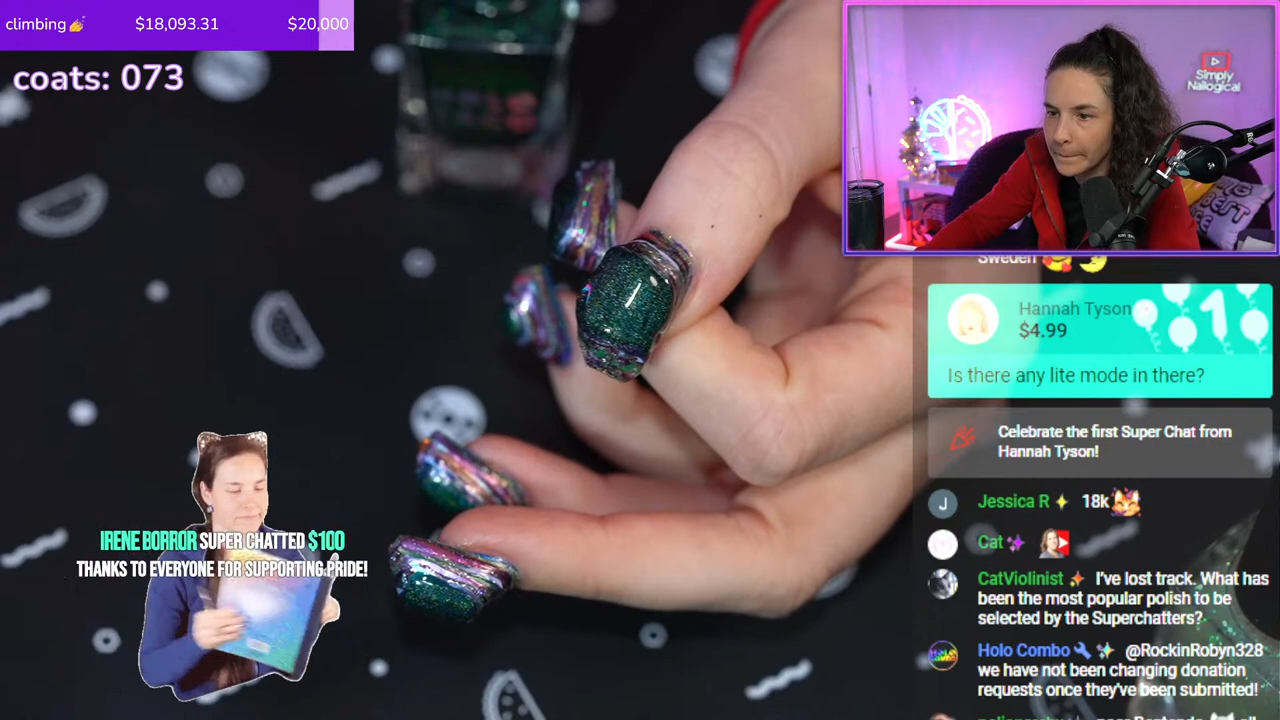 climbing💅 $18,093.31 $20,000
coats: 073
Simply
Nailogical
Sweden 🥰 🌛
Hannah Tyson
$4.99
Is there any lite mode in there?
Celebrate the first Super Chat from
Hannah Tyson!
J Jessica R 18k
Cat
CatViolinist I've lost track. What has
been the most popular polish to be
selected by the Superchatters?
Holo Combo @RockinRobyn328
we have not been changing donation
requests once they've been submitted!
IRENE BORROR SUPER CHATTED $100
THANKS TO EVERYONE FOR SUPPORTING PRIDE!